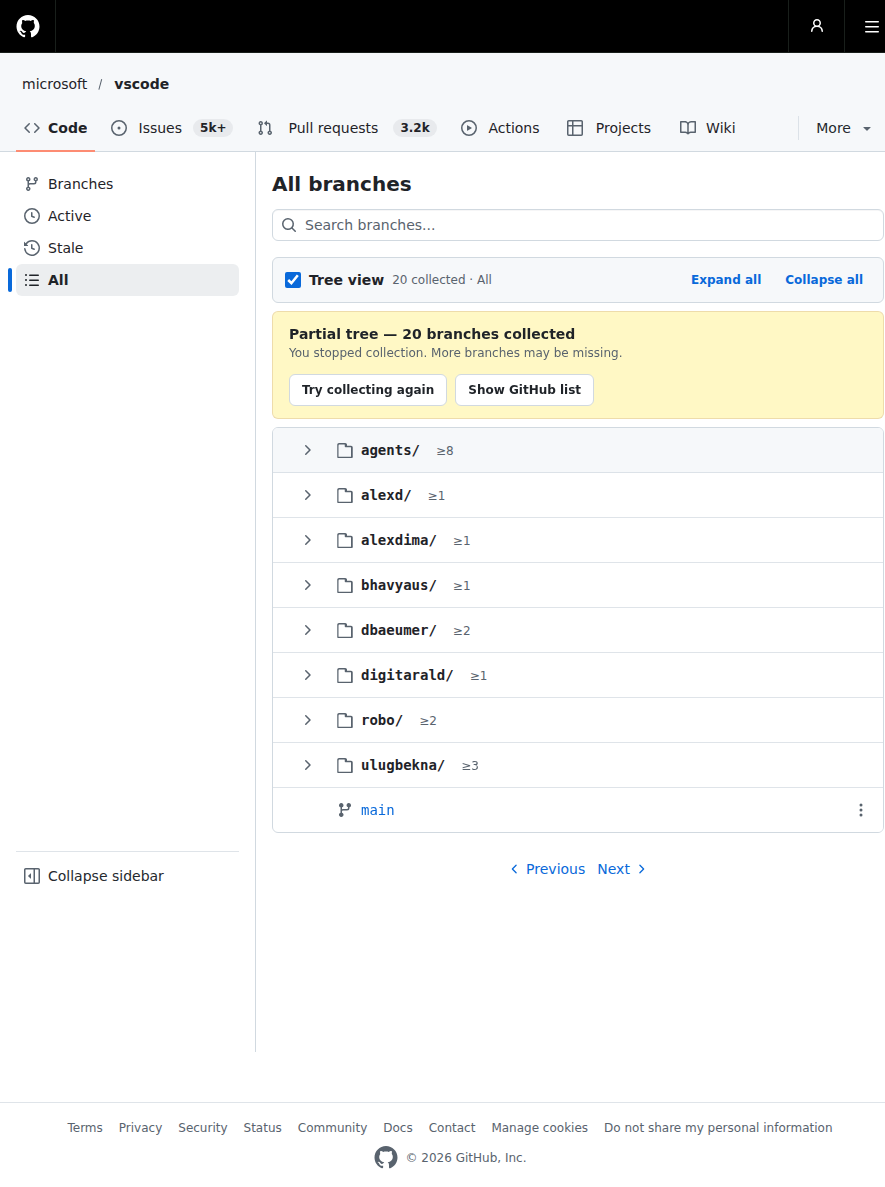 microsoft / vscode
Code Issues 5k+ Pull requests 3.2k Actions Projects Wiki More
Branches
Active
Stale
All
Collapse sidebar
All branches
Search branches...
Tree view 20 collected · All Expand all Collapse all
Partial tree — 20 branches collected
You stopped collection. More branches may be missing.
Try collecting again Show GitHub list
agents/ ≥8
alexd/ ≥1
alexdima/ ≥1
bhavyaus/ ≥1
dbaeumer/ ≥2
digitarald/ ≥1
robo/ ≥2
ulugbekna/ ≥3
main
Previous Next
Terms Privacy Security Status Community Docs Contact Manage cookies Do not share my personal information
© 2026 GitHub, Inc.